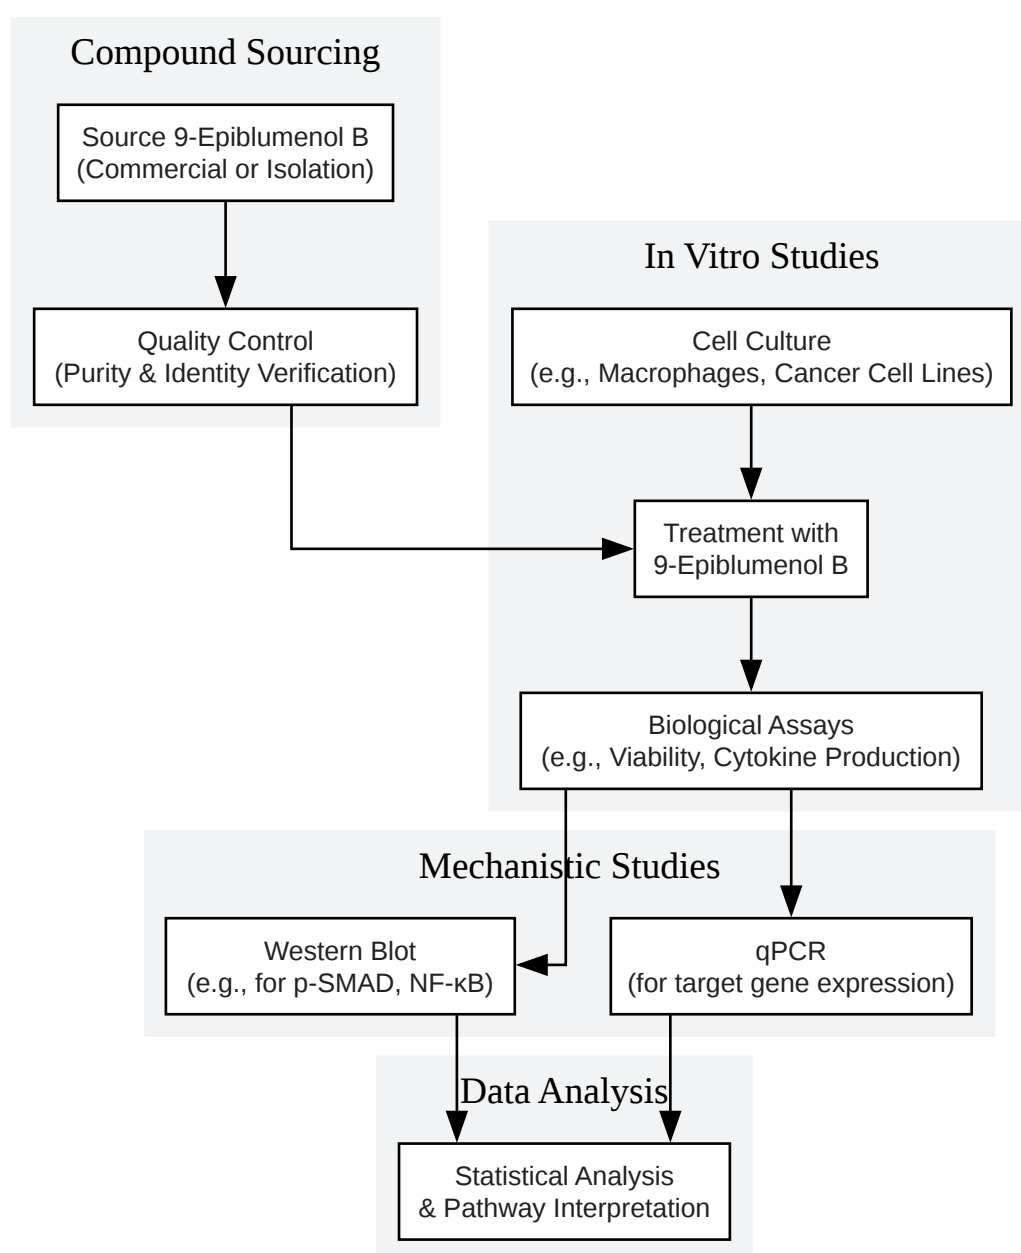 Compound Sourcing
Source 9-Epiblumenol B
(Commercial or Isolation)
Quality Control
(Purity & Identity Verification)
In Vitro Studies
Cell Culture
(e.g., Macrophages, Cancer Cell Lines)
Treatment with
9-Epiblumenol B
Biological Assays
(e.g., Viability, Cytokine Production)
Mechanistic Studies
Western Blot
(e.g., for p-SMAD, NF-κB)
qPCR
(for target gene expression)
Data Analysis
Statistical Analysis
& Pathway Interpretation